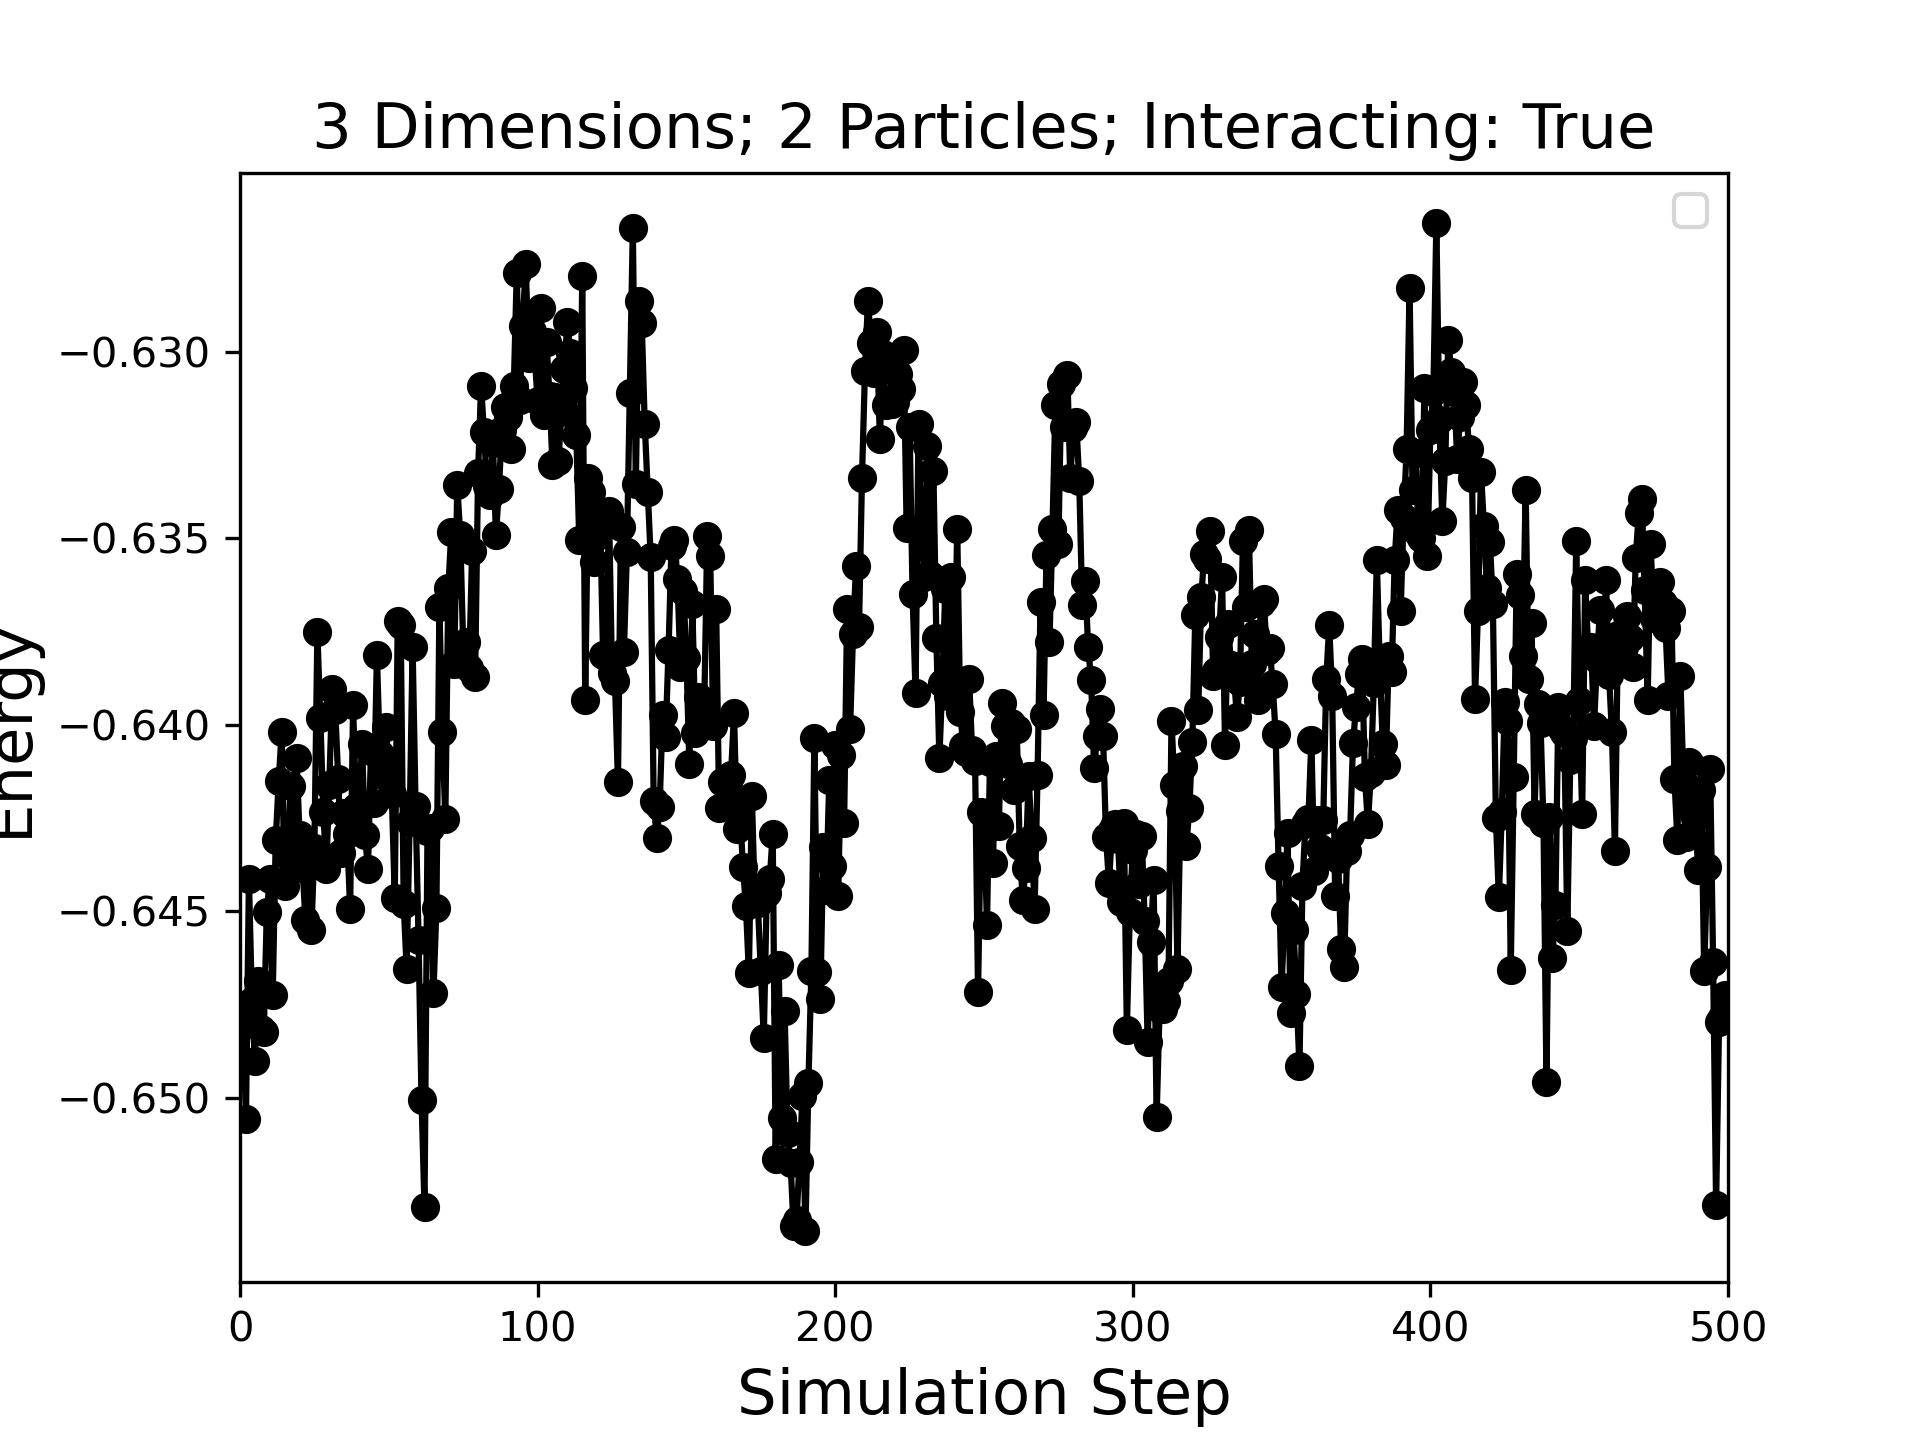 3 Dimensions; 2 Particles; Interacting: True
Energy
−0.630
−0.635
−0.640
−0.645
−0.650
0 100 200 300 400 500
Simulation Step